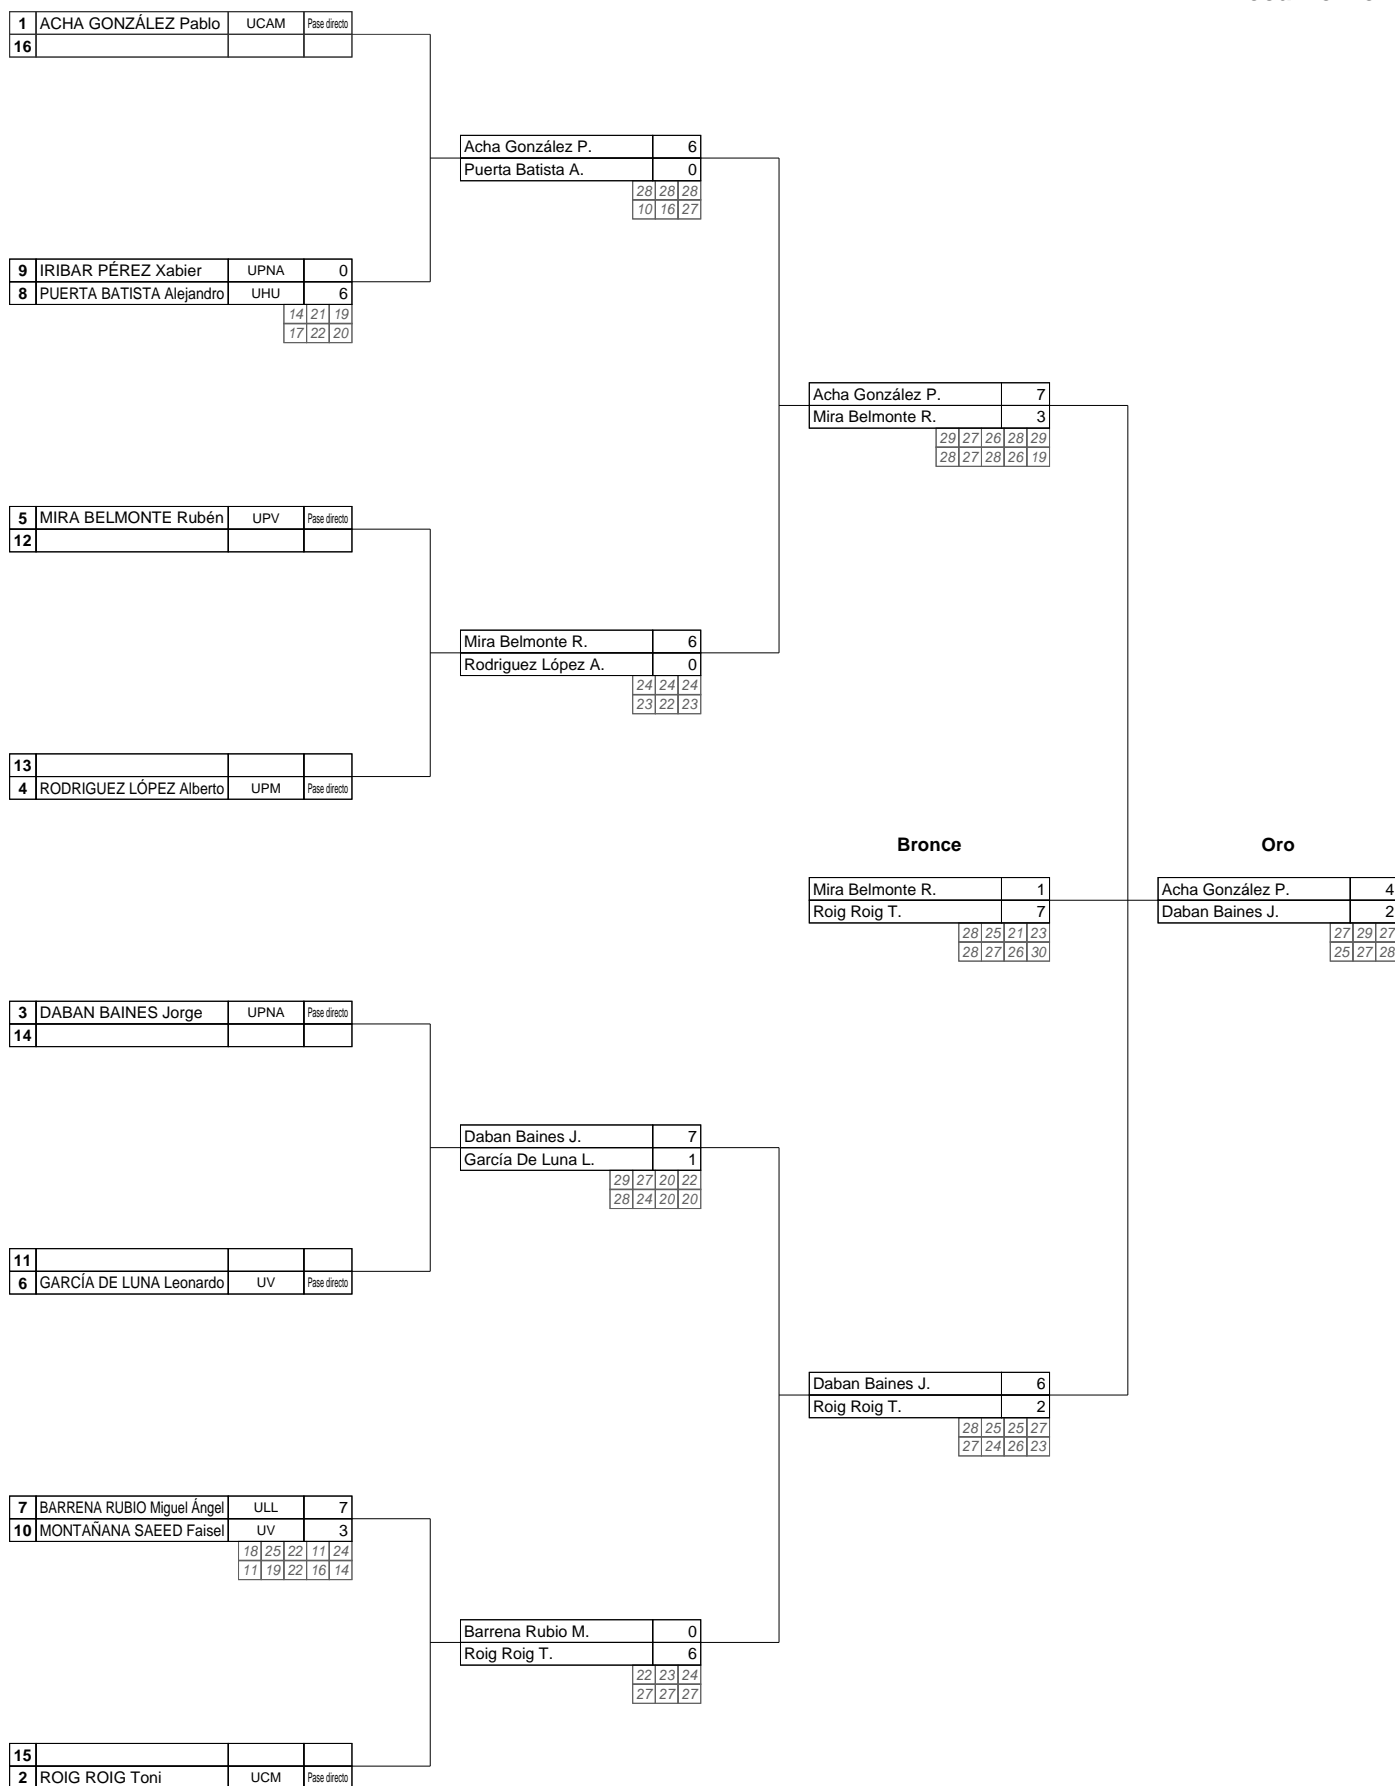 1 ACHA GONZÁLEZ Pablo UCAM Pase directo
16
Acha González P. 6
Puerta Batista A. 0
28 28 28
10 16 27
9 IRIBAR PÉREZ Xabier UPNA 0
8 PUERTA BATISTA Alejandro UHU 6
14 21 19
17 22 20
Acha González P. 7
Mira Belmonte R. 3
29 27 26 28 29
28 27 28 26 19
5 MIRA BELMONTE Rubén UPV Pase directo
12
Mira Belmonte R. 6
Rodriguez López A. 0
24 24 24
23 22 23
13
4 RODRIGUEZ LÓPEZ Alberto UPM Pase directo
Bronce Oro
Mira Belmonte R. 1 Acha González P. 4
Roig Roig T. 7 Daban Baines J. 2
28 25 21 23 27 29 27
28 27 26 30 25 27 28
3 DABAN BAINES Jorge UPNA Pase directo
14
Daban Baines J. 7
García De Luna L. 1
29 27 20 22
28 24 20 20
11
6 GARCÍA DE LUNA Leonardo UV Pase directo
Daban Baines J. 6
Roig Roig T. 2
28 25 25 27
27 24 26 23
7 BARRENA RUBIO Miguel Ángel ULL 7
10 MONTAÑANA SAEED Faisel UV 3
18 25 22 11 24
11 19 22 16 14
Barrena Rubio M. 0
Roig Roig T. 6
22 23 24
27 27 27
15
2 ROIG ROIG Toni UCM Pase directo